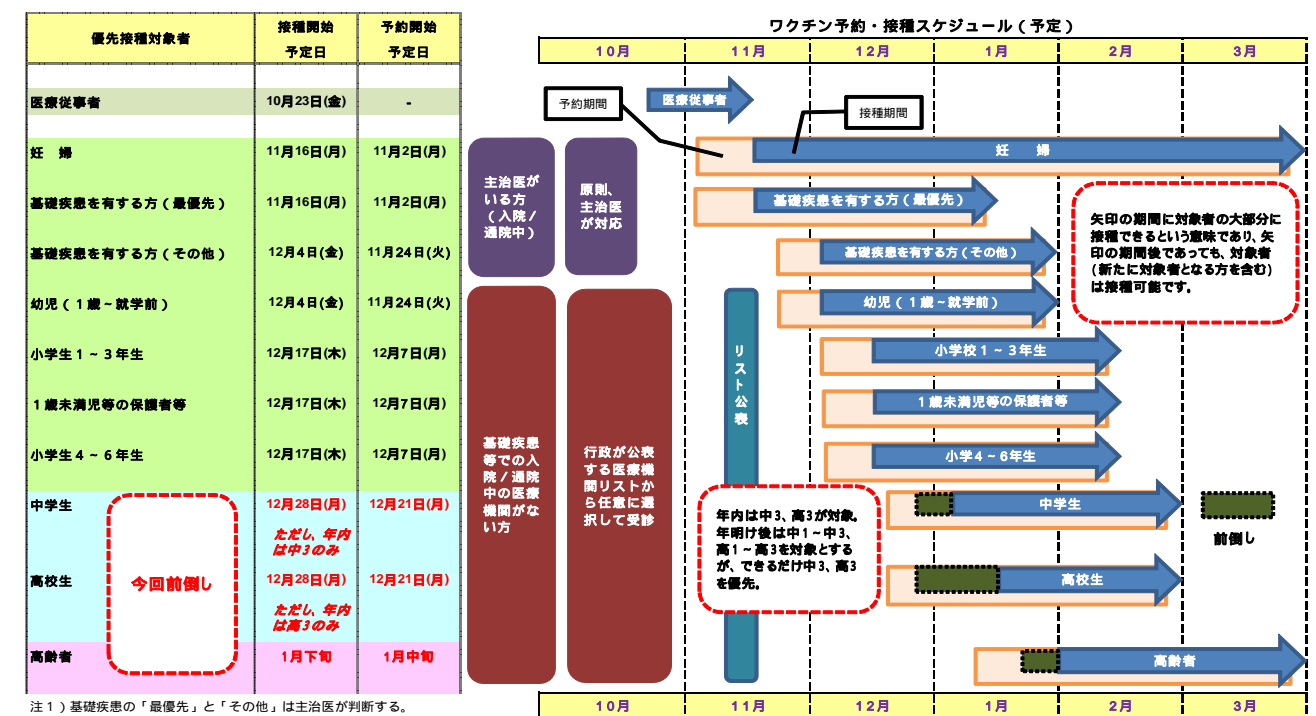 優先接種対象者
接種開始
予定日
予約開始
予定日
医療従事者
10月23日(金)
-
妊　婦
11月16日(月)
11月2日(月)
基礎疾患を有する方（最優先）
11月16日(月)
11月2日(月)
基礎疾患を有する方（その他）
12月4日(金)
11月24日(火)
幼児（１歳～就学前）
12月4日(金)
11月24日(火)
小学生１～３年生
12月17日(木)
12月7日(月)
１歳未満児等の保護者等
12月17日(木)
12月7日(月)
小学生４～６年生
12月17日(木)
12月7日(月)
中学生
12月28日(月)
12月21日(月)
ただし、年内
は中3のみ
今回前倒し
高校生
12月28日(月)
12月21日(月)
ただし、年内
は高3のみ
高齢者
1月下旬
1月中旬
注１）基礎疾患の「最優先」と「その他」は主治医が判断する。
主治医が
いる方
（入院/
通院中）
原則、
主治医
が対応
基礎疾患
等での入
院/通院
中の医療
機関がな
い方
行政が公表
する医療機
関リストか
ら任意に選
択して受診
ワクチン予約・接種スケジュール（予定）
10月
11月
12月
1月
2月
3月
医療従事者
予約期間
接種期間
妊　婦
基礎疾患を有する方（最優先）
基礎疾患を有する方（その他）
幼児（１歳～就学前）
小学校１～３年生
１歳未満児等の保護者等
小学4～6年生
中学生
高校生
高齢者
リスト公表
矢印の期間に対象者の大部分に
接種できるという意味であり、矢
印の期間後であっても、対象者
(新たに対象者となる方を含む)
は接種可能です。
年内は中3、高3が対象。
年明け後は中1～中3、
高1～高3を対象とする
が、できるだけ中3、高3
を優先。
前倒し
10月
11月
12月
1月
2月
3月